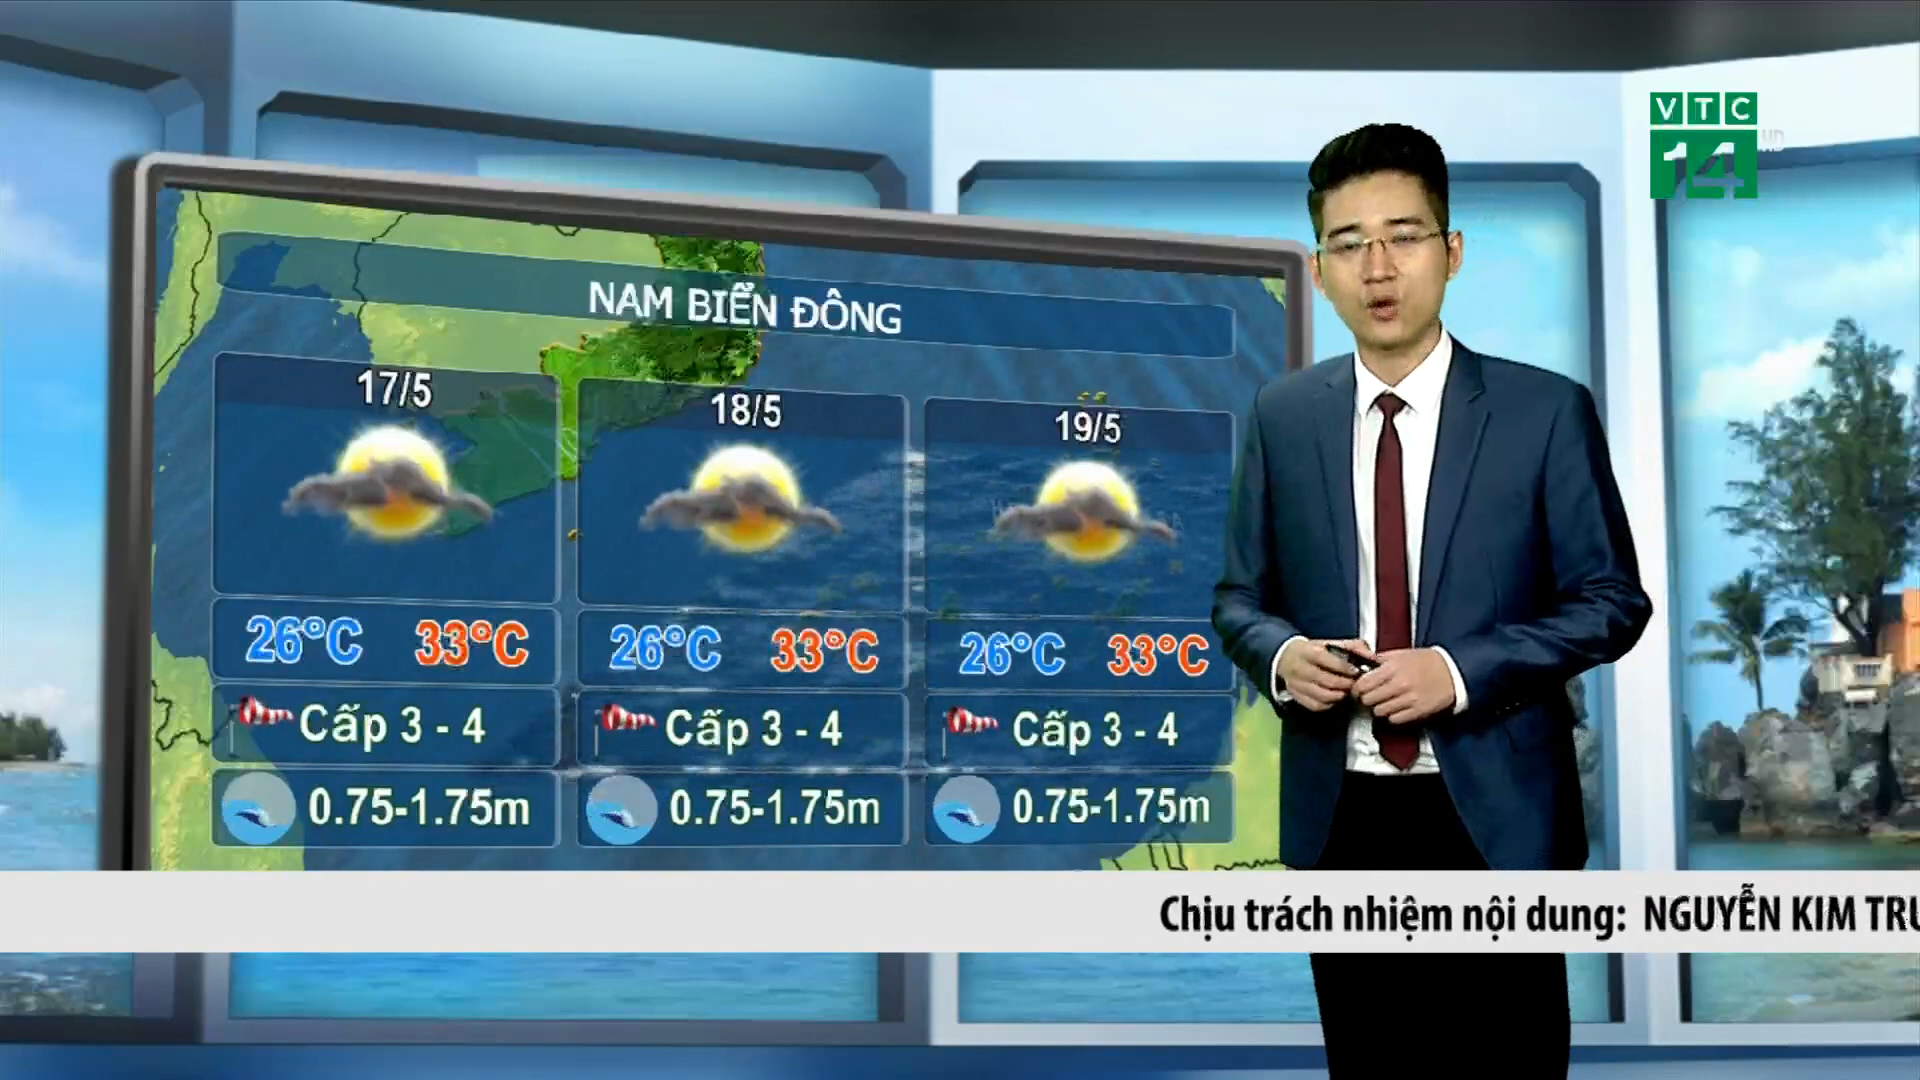 VTC
14
HD
NAM BIỂN ĐÔNG
17/5
18/5
19/5
26°C 33°C
26°C 33°C
26°C 33°C
Cấp 3 - 4
Cấp 3 - 4
Cấp 3 - 4
0.75-1.75m
0.75-1.75m
0.75-1.75m
Chịu trách nhiệm nội dung: NGUYỄN KIM TRU